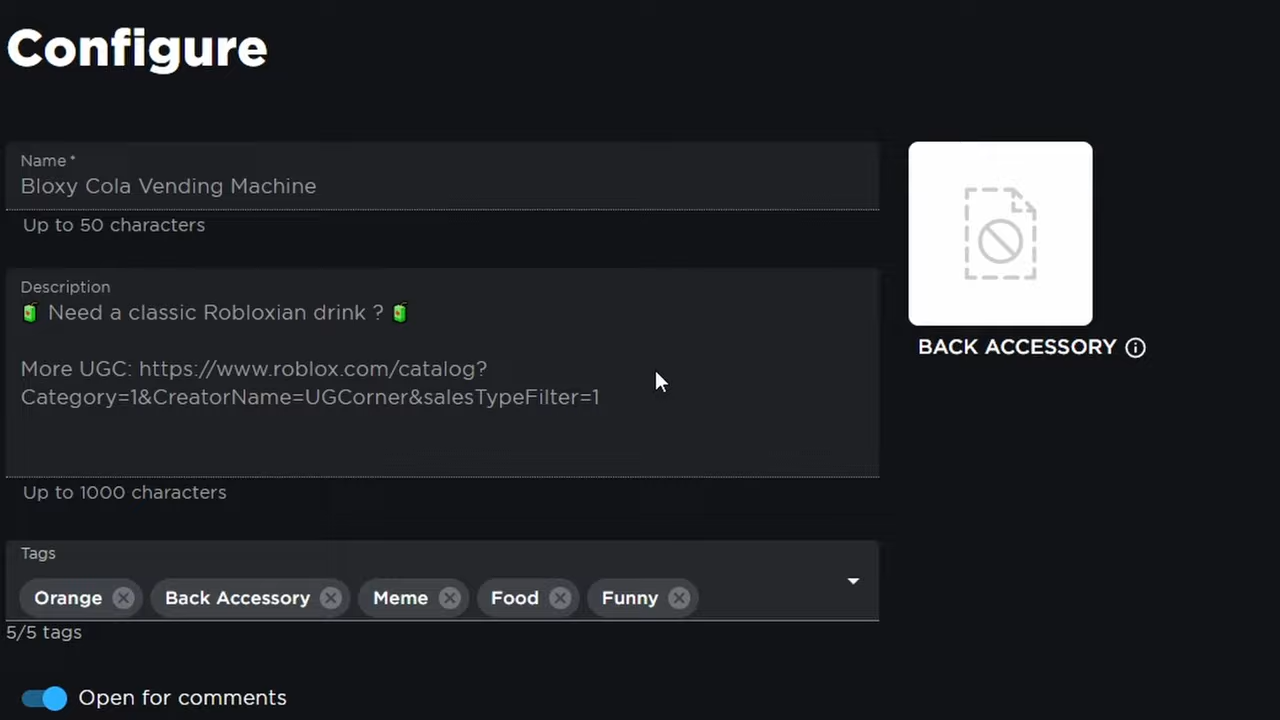 Configure
Name *
Bloxy Cola Vending Machine
Up to 50 characters
Description
🧃 Need a classic Robloxian drink ? 🧃
More UGC: https://www.roblox.com/catalog?
Category=1&CreatorName=UGCorner&salesTypeFilter=1
Up to 1000 characters
BACK ACCESSORY
Tags
Orange Back Accessory Meme Food Funny
5/5 tags
Open for comments